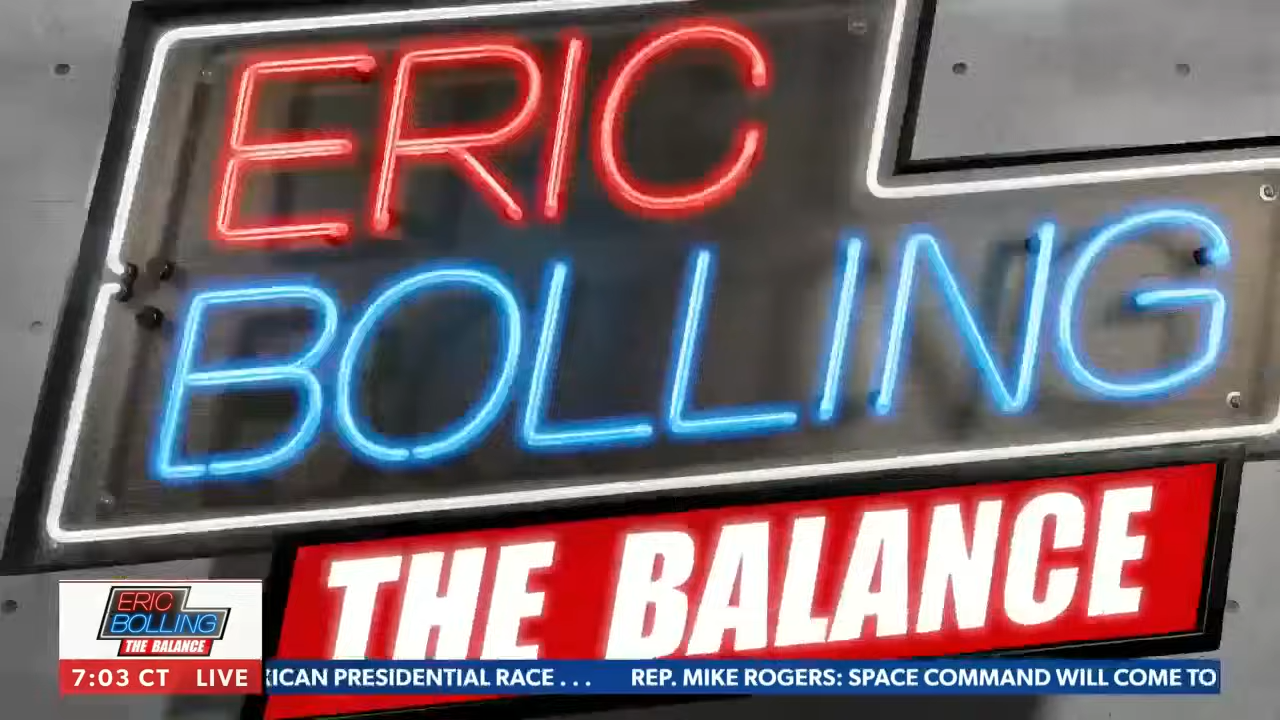 ERIC
BOLLING
THE BALANCE
ERIC
BOLLING
THE BALANCE
7:03 CT LIVE
ICAN PRESIDENTIAL RACE . . . REP. MIKE ROGERS: SPACE COMMAND WILL COME TO